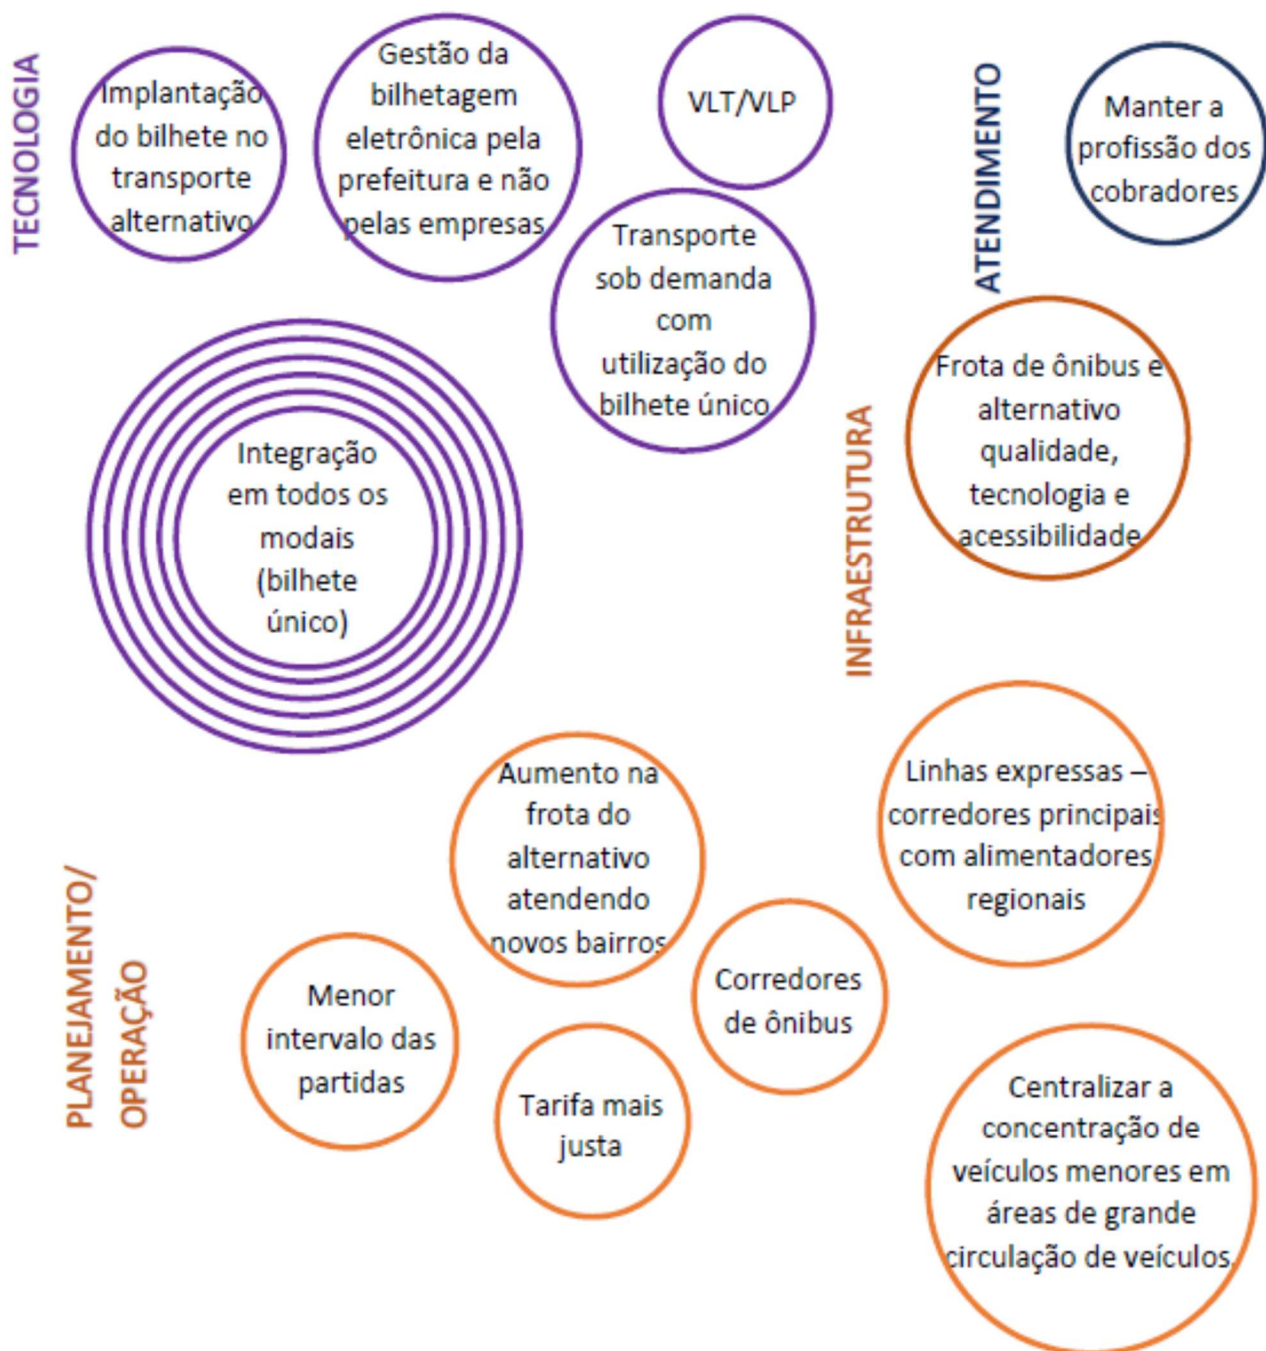 TECNOLOGIA
Implantação
do bilhete no
transporte
alternativo
Gestão da
bilhetagem
eletrônica pela
prefeitura e não
pelas empresas
VLT/VLP
Transporte
sob demanda
com
utilização do
bilhete único
Integração
em todos os
modais
(bilhete
único)
ATENDIMENTO
Manter a
profissão dos
cobradores
INFRAESTRUTURA
Frota de ônibus e
alternativo
qualidade,
tecnologia e
acessibilidade
PLANEJAMENTO/
OPERAÇÃO
Aumento na
frota do
alternativo
atendendo
novos bairros
Linhas expressas –
corredores principais
com alimentadores
regionais
Menor
intervalo das
partidas
Corredores
de ônibus
Tarifa mais
justa
Centralizar a
concentração de
veículos menores em
áreas de grande
circulação de veículos.